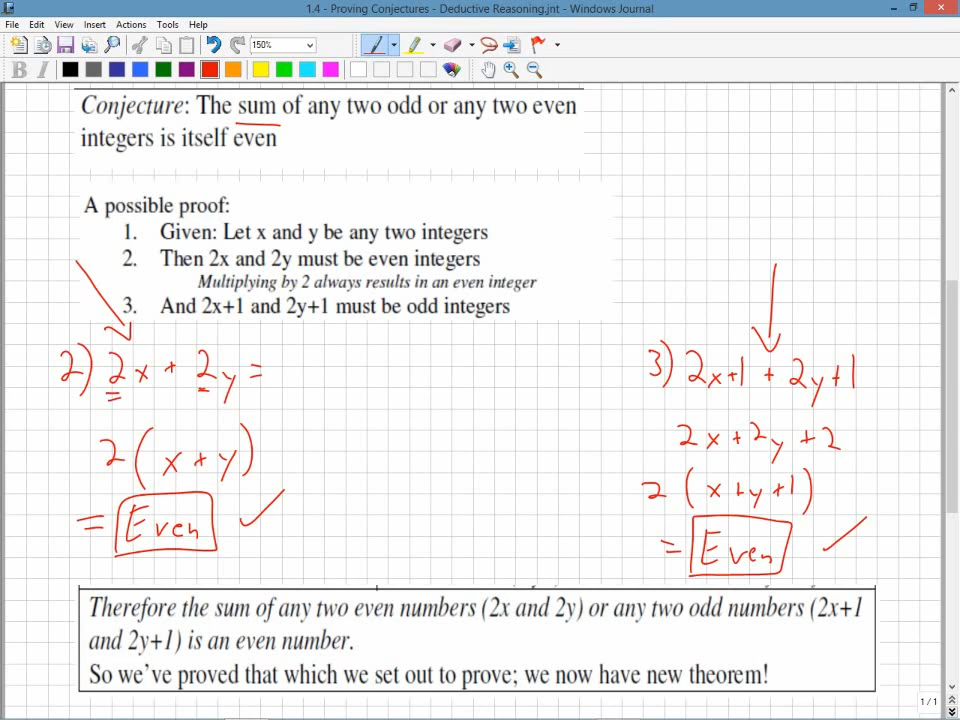 1.4 - Proving Conjectures - Deductive Reasoning.jnt - Windows Journal
File Edit View Insert Actions Tools Help
150%
B I
Conjecture: The sum of any two odd or any two even
integers is itself even
A possible proof:
1. Given: Let x and y be any two integers
2. Then 2x and 2y must be even integers
Multiplying by 2 always results in an even integer
3. And 2x+1 and 2y+1 must be odd integers
2) 2x + 2y =
2 (x + y)
= Even ✓
3) 2x+1 + 2y+1
2x + 2y + 2
2 (x+y+1)
= Even ✓
Therefore the sum of any two even numbers (2x and 2y) or any two odd numbers (2x+1
and 2y+1) is an even number.
So we've proved that which we set out to prove; we now have new theorem!
1 / 1